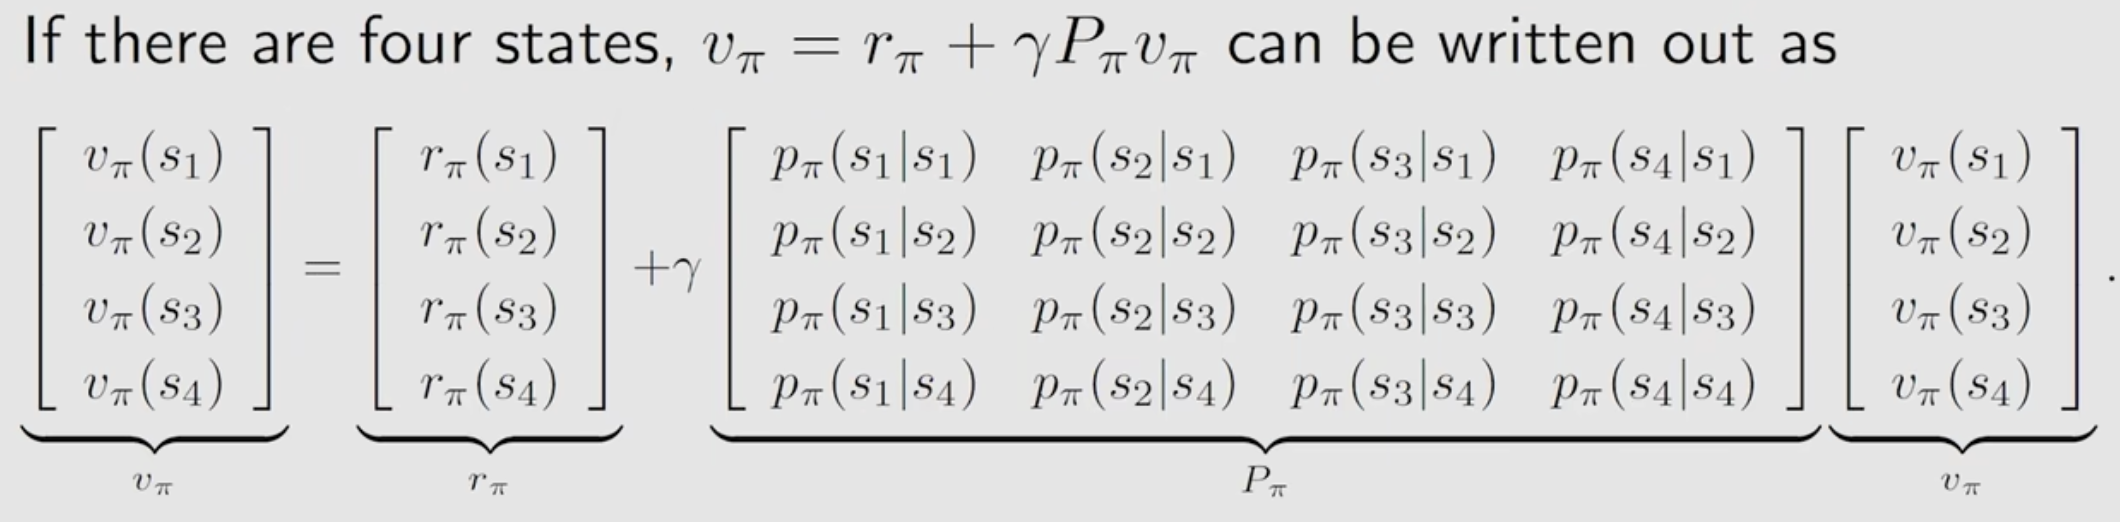 If there are four states, $v_\pi = r_\pi + \gamma P_\pi v_\pi$ can be written out as
$\underbrace{\begin{bmatrix} v_\pi(s_1) \\ v_\pi(s_2) \\ v_\pi(s_3) \\ v_\pi(s_4) \end{bmatrix}}_{v_\pi} = \underbrace{\begin{bmatrix} r_\pi(s_1) \\ r_\pi(s_2) \\ r_\pi(s_3) \\ r_\pi(s_4) \end{bmatrix}}_{r_\pi} + \gamma \underbrace{\begin{bmatrix} p_\pi(s_1|s_1) & p_\pi(s_2|s_1) & p_\pi(s_3|s_1) & p_\pi(s_4|s_1) \\ p_\pi(s_1|s_2) & p_\pi(s_2|s_2) & p_\pi(s_3|s_2) & p_\pi(s_4|s_2) \\ p_\pi(s_1|s_3) & p_\pi(s_2|s_3) & p_\pi(s_3|s_3) & p_\pi(s_4|s_3) \\ p_\pi(s_1|s_4) & p_\pi(s_2|s_4) & p_\pi(s_3|s_4) & p_\pi(s_4|s_4) \end{bmatrix}}_{P_\pi} \underbrace{\begin{bmatrix} v_\pi(s_1) \\ v_\pi(s_2) \\ v_\pi(s_3) \\ v_\pi(s_4) \end{bmatrix}}_{v_\pi}.$